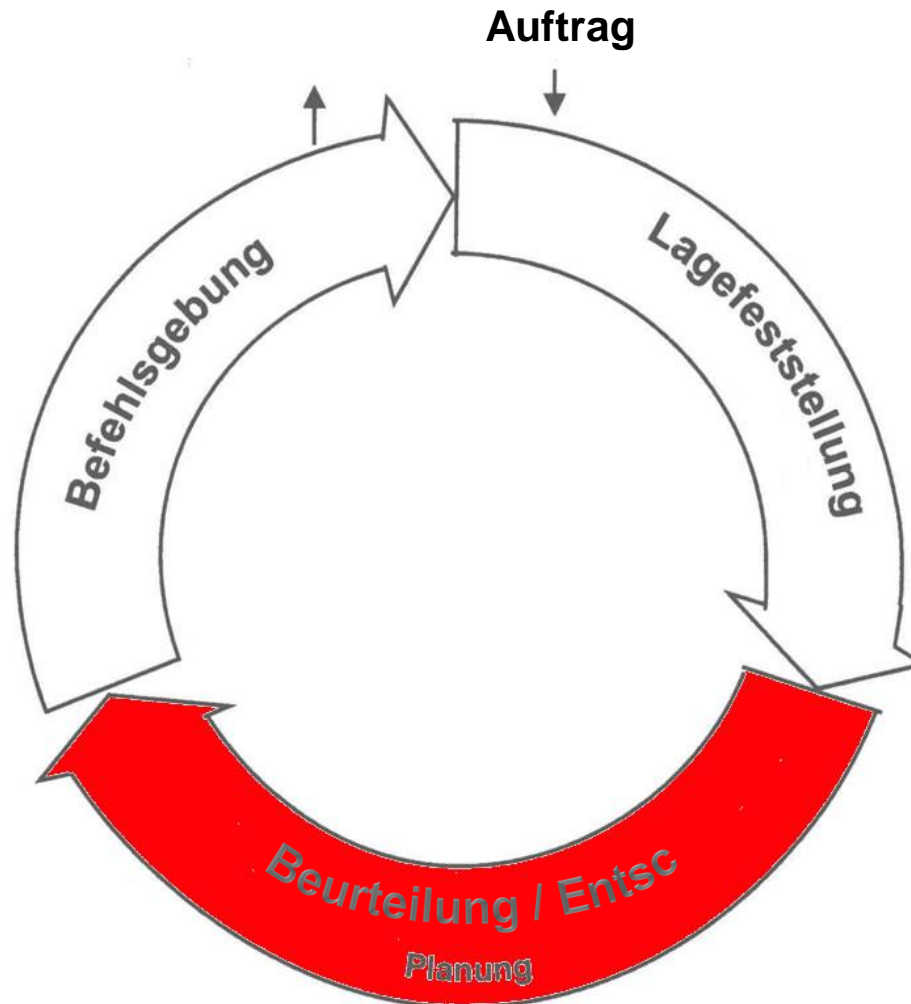 Auftrag
Lagefeststellung
Beurteilung / Entsc
Planung
Befehlsgebung